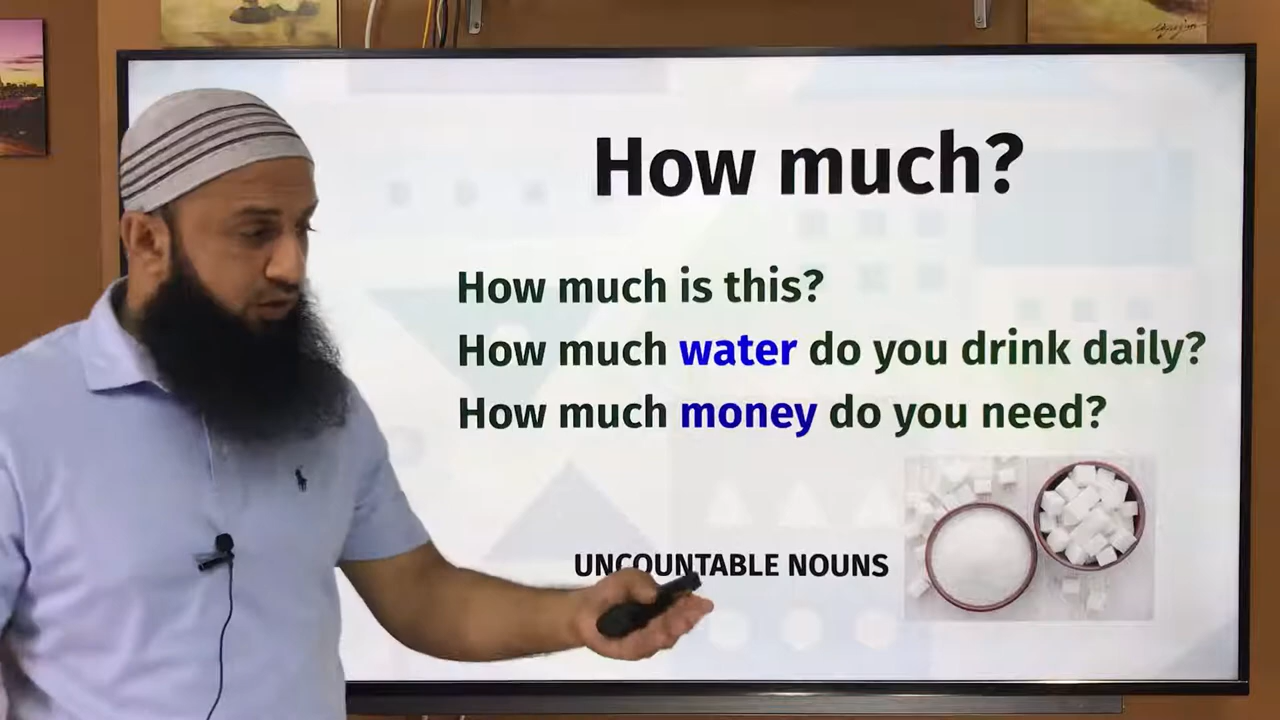 How much?
How much is this?
How much water do you drink daily?
How much money do you need?
UNCOUNTABLE NOUNS